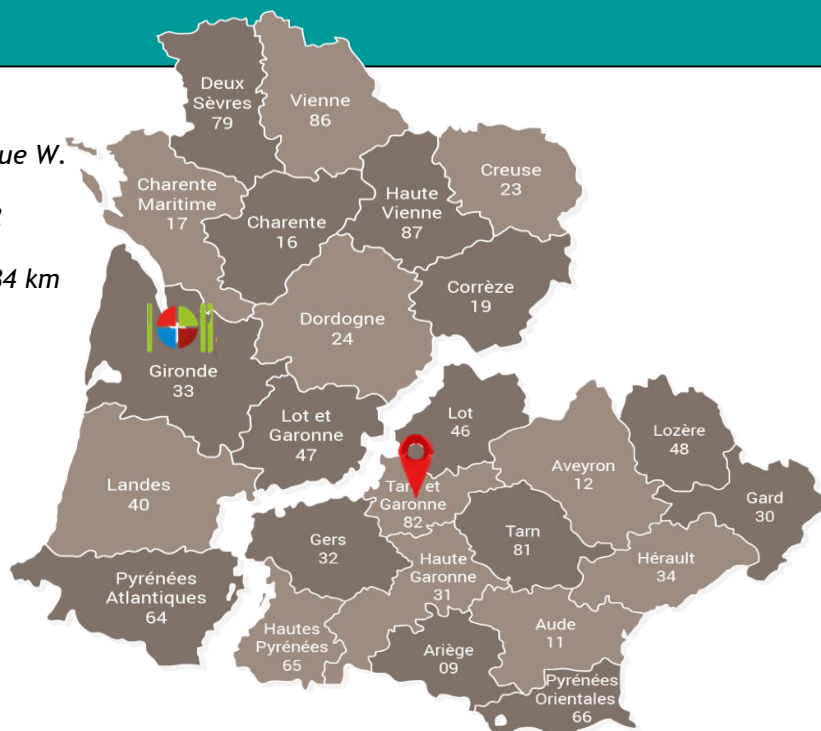 ue W.
84 km
Deux
Sèvres
79
Vienne
86
Creuse
23
Charente
Maritime
17
Charente
16
Haute
Vienne
87
Corrèze
19
Dordogne
24
Gironde
33
Lot et
Garonne
47
Lot
46
Lozère
48
Aveyron
12
Landes
40
Tarn et
Garonne
82
Gard
30
Gers
32
Tarn
81
Hérault
34
Haute
Garonne
31
Pyrénées
Atlantiques
64
Hautes
Pyrénées
65
Ariège
09
Aude
11
Pyrénées
Orientales
66